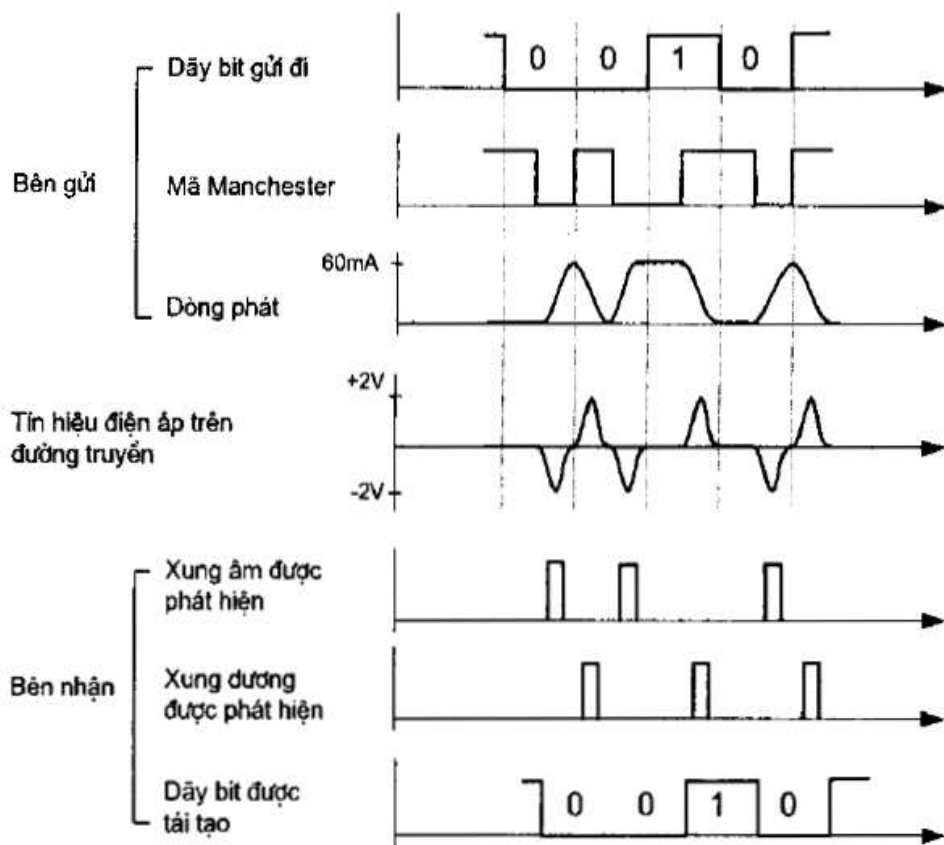 Dãy bit gửi đi
0 0 1 0
Bên gửi
Mã Manchester
60mA
Dòng phát
+2V
Tín hiệu điện áp trên
đường truyền
-2V
Xung âm được
phát hiện
Bên nhận
Xung dương
được phát hiện
Dãy bit được
tái tạo
0 0 1 0